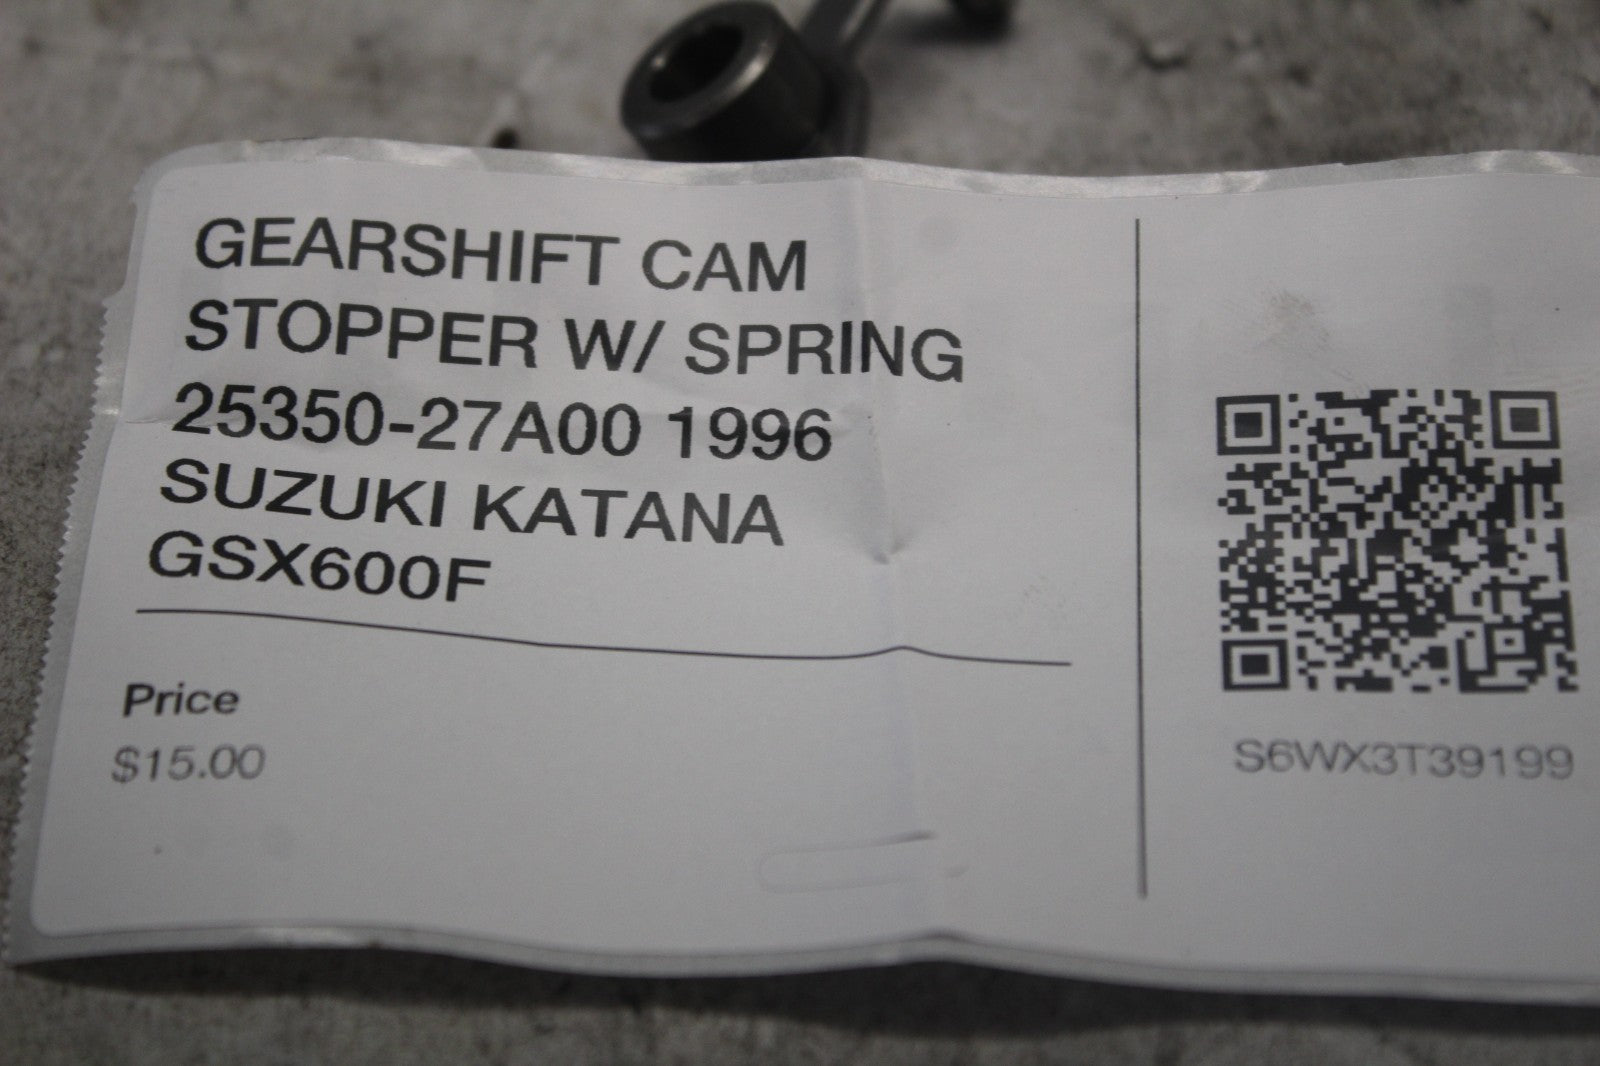 GEARSHIFT CAM
STOPPER W/ SPRING
25350-27A00 1996
SUZUKI KATANA
GSX600F
Price
$15.00
S6WX3T39199